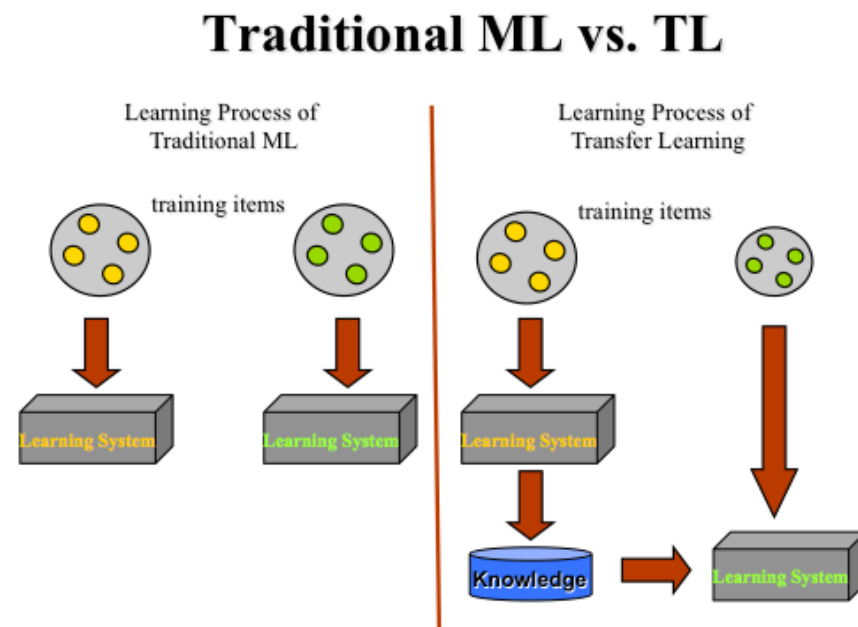 Traditional ML vs. TL
Learning Process of
Traditional ML
training items
Learning System
Learning System
Learning Process of
Transfer Learning
training items
Learning System
Knowledge
Learning System